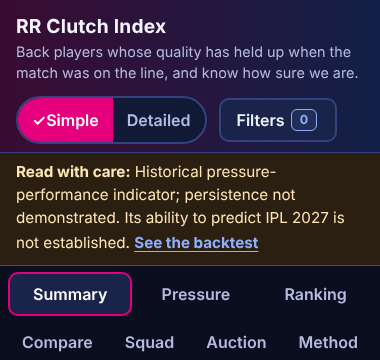 RR Clutch Index
Back players whose quality has held up when the
match was on the line, and know how sure we are.
✓Simple Detailed Filters 0
Read with care: Historical pressure-
performance indicator; persistence not
demonstrated. Its ability to predict IPL 2027 is
not established. See the backtest
Summary Pressure Ranking
Compare Squad Auction Method